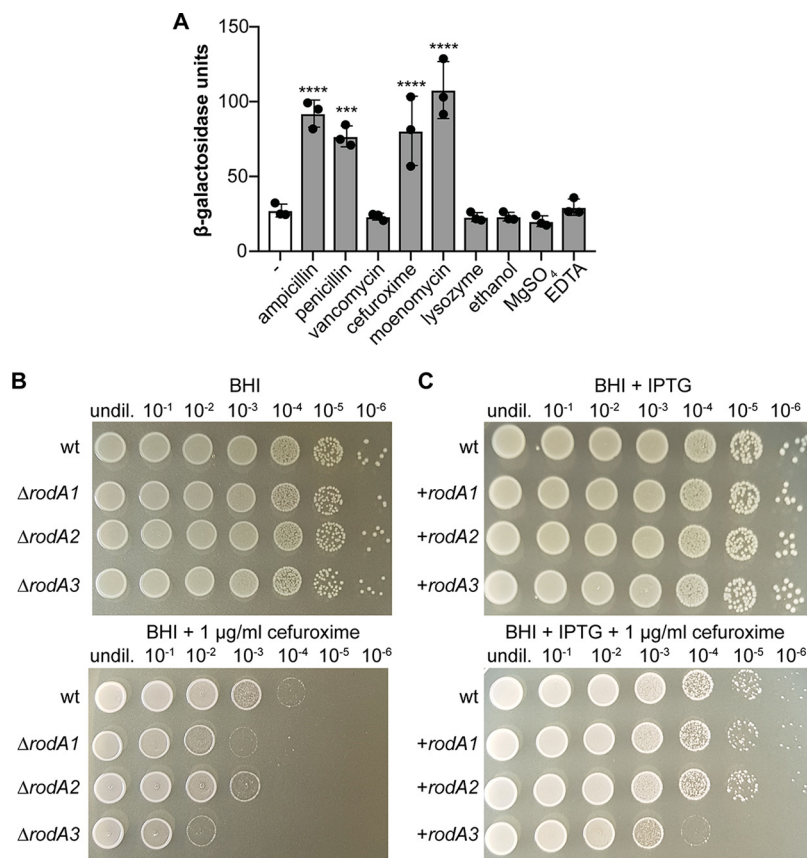 A
150
100
50
0
β-galactosidase units
**** *** **** ****
-
ampicillin
penicillin
vancomycin
cefuroxime
moenomycin
lysozyme
ethanol
MgSO₄
EDTA
B
BHI
undil. 10⁻¹ 10⁻² 10⁻³ 10⁻⁴ 10⁻⁵ 10⁻⁶
wt
ΔrodA1
ΔrodA2
ΔrodA3
BHI + 1 µg/ml cefuroxime
undil. 10⁻¹ 10⁻² 10⁻³ 10⁻⁴ 10⁻⁵ 10⁻⁶
wt
ΔrodA1
ΔrodA2
ΔrodA3
C
BHI + IPTG
undil. 10⁻¹ 10⁻² 10⁻³ 10⁻⁴ 10⁻⁵ 10⁻⁶
wt
+rodA1
+rodA2
+rodA3
BHI + IPTG + 1 µg/ml cefuroxime
undil. 10⁻¹ 10⁻² 10⁻³ 10⁻⁴ 10⁻⁵ 10⁻⁶
wt
+rodA1
+rodA2
+rodA3